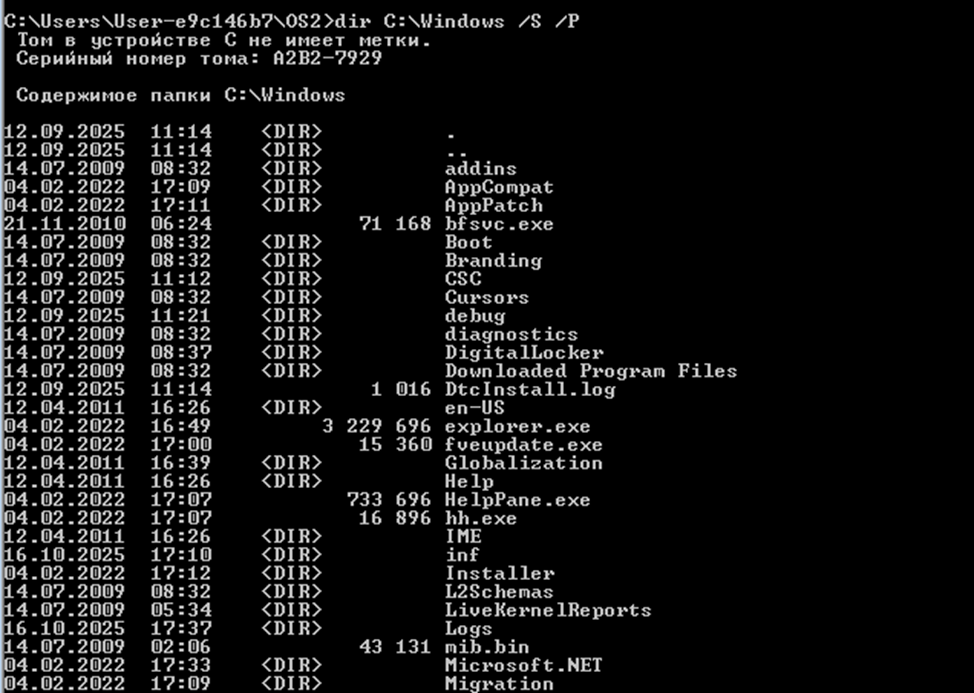 C:\Users\User-e9c146b7\OS2>dir C:\Windows /S /P
Том в устройстве C не имеет метки.
Серийный номер тома: A2B2-7929
Содержимое папки C:\Windows
12.09.2025 11:14 <DIR> .
12.09.2025 11:14 <DIR> ..
14.07.2009 08:32 <DIR> addins
04.02.2022 17:09 <DIR> AppCompat
04.02.2022 17:11 <DIR> AppPatch
21.11.2010 06:24 71 168 bfsvc.exe
14.07.2009 08:32 <DIR> Boot
14.07.2009 08:32 <DIR> Branding
12.09.2025 11:12 <DIR> CSC
14.07.2009 08:32 <DIR> Cursors
12.09.2025 11:21 <DIR> debug
14.07.2009 08:32 <DIR> diagnostics
14.07.2009 08:37 <DIR> DigitalLocker
14.07.2009 08:32 <DIR> Downloaded Program Files
12.09.2025 11:14 1 016 DtcInstall.log
12.04.2011 16:26 <DIR> en-US
04.02.2022 16:49 3 229 696 explorer.exe
04.02.2022 17:00 15 360 fveupdate.exe
12.04.2011 16:39 <DIR> Globalization
12.04.2011 16:26 <DIR> Help
04.02.2022 17:07 733 696 HelpPane.exe
04.02.2022 17:07 16 896 hh.exe
12.04.2011 16:26 <DIR> IME
16.10.2025 17:10 <DIR> inf
04.02.2022 17:12 <DIR> Installer
14.07.2009 08:32 <DIR> L2Schemas
14.07.2009 05:34 <DIR> LiveKernelReports
16.10.2025 17:37 <DIR> Logs
14.07.2009 02:06 43 131 mib.bin
04.02.2022 17:33 <DIR> Microsoft.NET
04.02.2022 17:09 <DIR> Migration